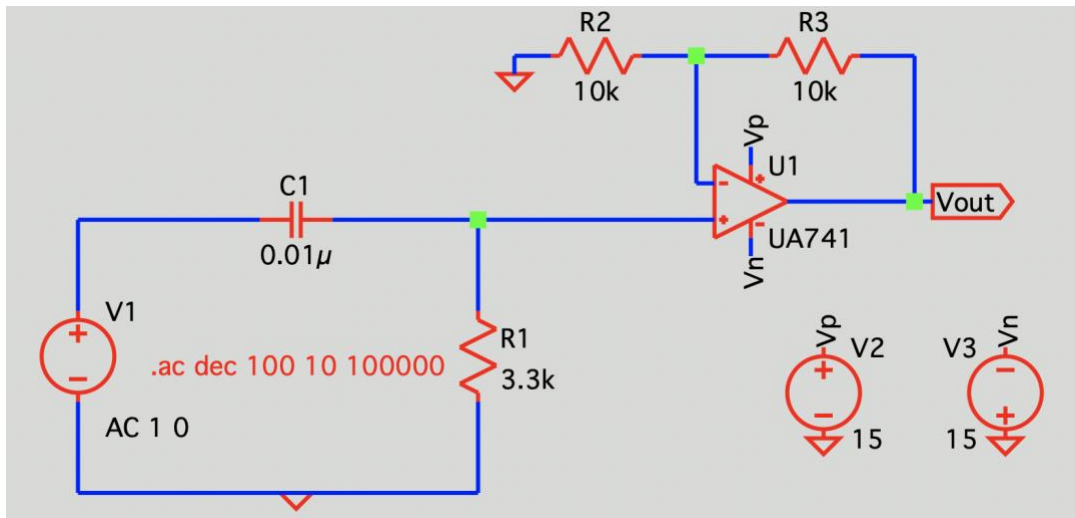 R2
10k
R3
10k
Vp
U1
UA741
Vn
Vout
C1
0.01µ
V1
AC 1 0
.ac dec 100 10 100000
R1
3.3k
Vp
V2
15
Vn
V3
15